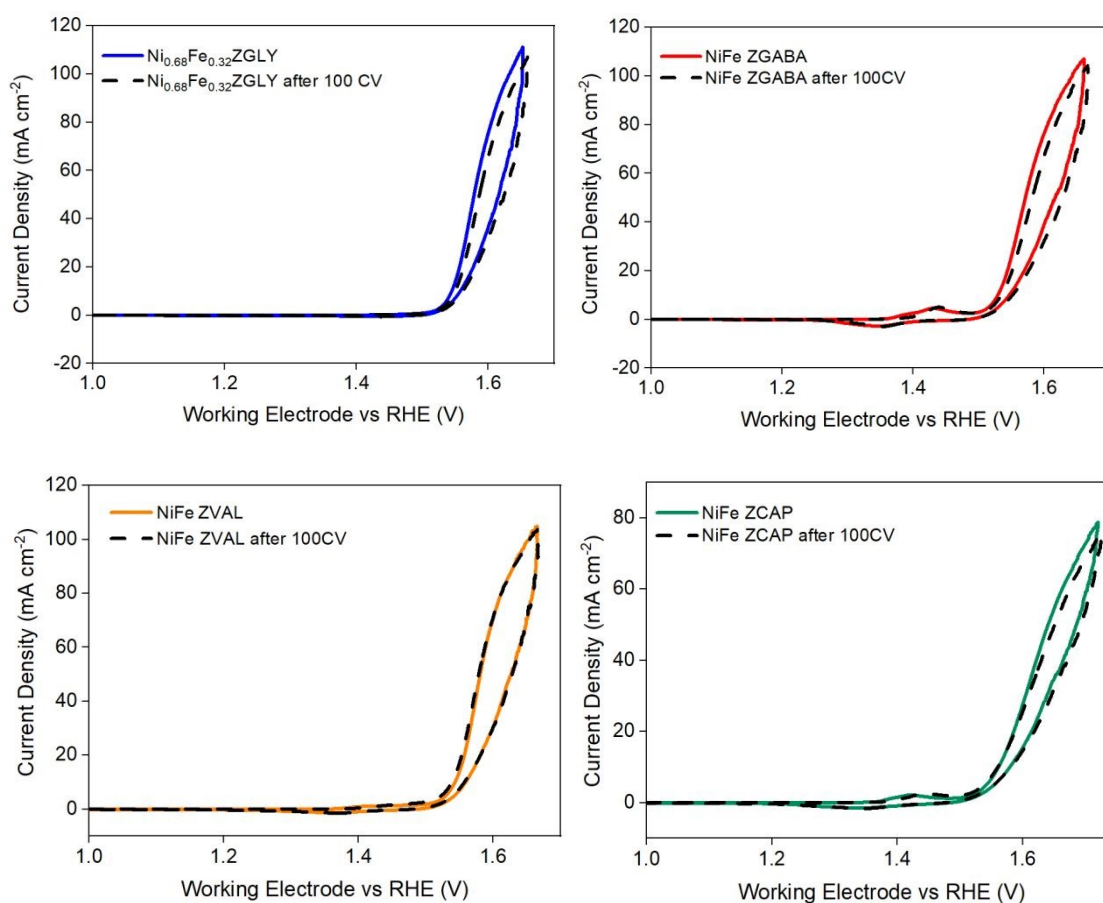 120
100
80
60
40
20
0
-20
Current Density (mA cm⁻²)
Ni₀.₆₈Fe₀.₃₂ZGLY
Ni₀.₆₈Fe₀.₃₂ZGLY after 100 CV
1.0 1.2 1.4 1.6
Working Electrode vs RHE (V)
120
100
80
60
40
20
0
-20
Current Density (mA cm⁻²)
NiFe ZGABA
NiFe ZGABA after 100CV
1.0 1.2 1.4 1.6
Working Electrode vs RHE (V)
120
100
80
60
40
20
0
Current Density (mA cm⁻²)
NiFe ZVAL
NiFe ZVAL after 100CV
1.0 1.2 1.4 1.6
Working Electrode vs RHE (V)
80
60
40
20
0
Current Density (mA cm⁻²)
NiFe ZCAP
NiFe ZCAP after 100CV
1.0 1.2 1.4 1.6
Working Electrode vs RHE (V)